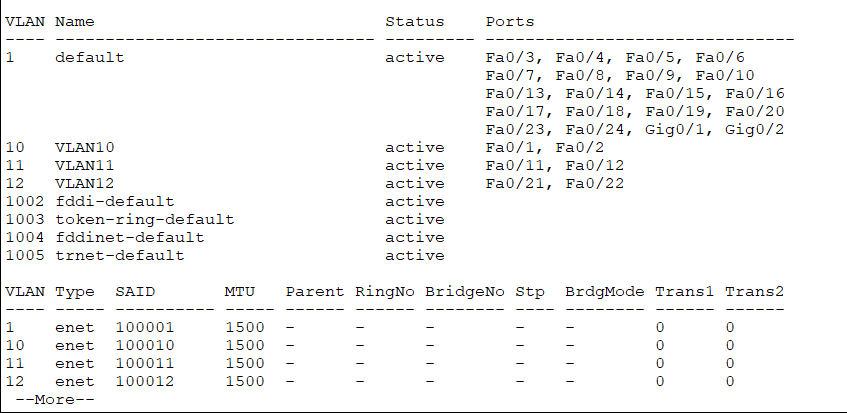 VLAN Name                             Status    Ports
---- -------------------------------- --------- -------------------------------
1    default                          active    Fa0/3, Fa0/4, Fa0/5, Fa0/6
                                                Fa0/7, Fa0/8, Fa0/9, Fa0/10
                                                Fa0/13, Fa0/14, Fa0/15, Fa0/16
                                                Fa0/17, Fa0/18, Fa0/19, Fa0/20
                                                Fa0/23, Fa0/24, Gig0/1, Gig0/2
10   VLAN10                           active    Fa0/1, Fa0/2
11   VLAN11                           active    Fa0/11, Fa0/12
12   VLAN12                           active    Fa0/21, Fa0/22
1002 fddi-default                     active
1003 token-ring-default               active
1004 fddinet-default                  active
1005 trnet-default                    active
VLAN Type  SAID       MTU   Parent RingNo BridgeNo Stp  BrdgMode Trans1 Trans2
---- ----- ---------- ----- ------ ------ -------- ---- -------- ------ ------
1    enet  100001     1500  -      -      -        -    -        0      0
10   enet  100010     1500  -      -      -        -    -        0      0
11   enet  100011     1500  -      -      -        -    -        0      0
12   enet  100012     1500  -      -      -        -    -        0      0
 --More--